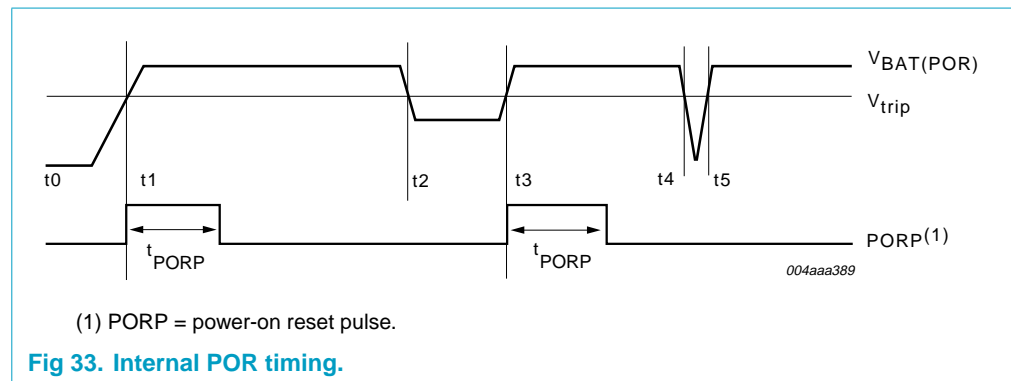 VBAT(POR)
Vtrip
t0
t1
t2
t3
t4
t5
PORP(1)
tPORP
tPORP
004aaa389
(1) PORP = power-on reset pulse.
Fig 33. Internal POR timing.